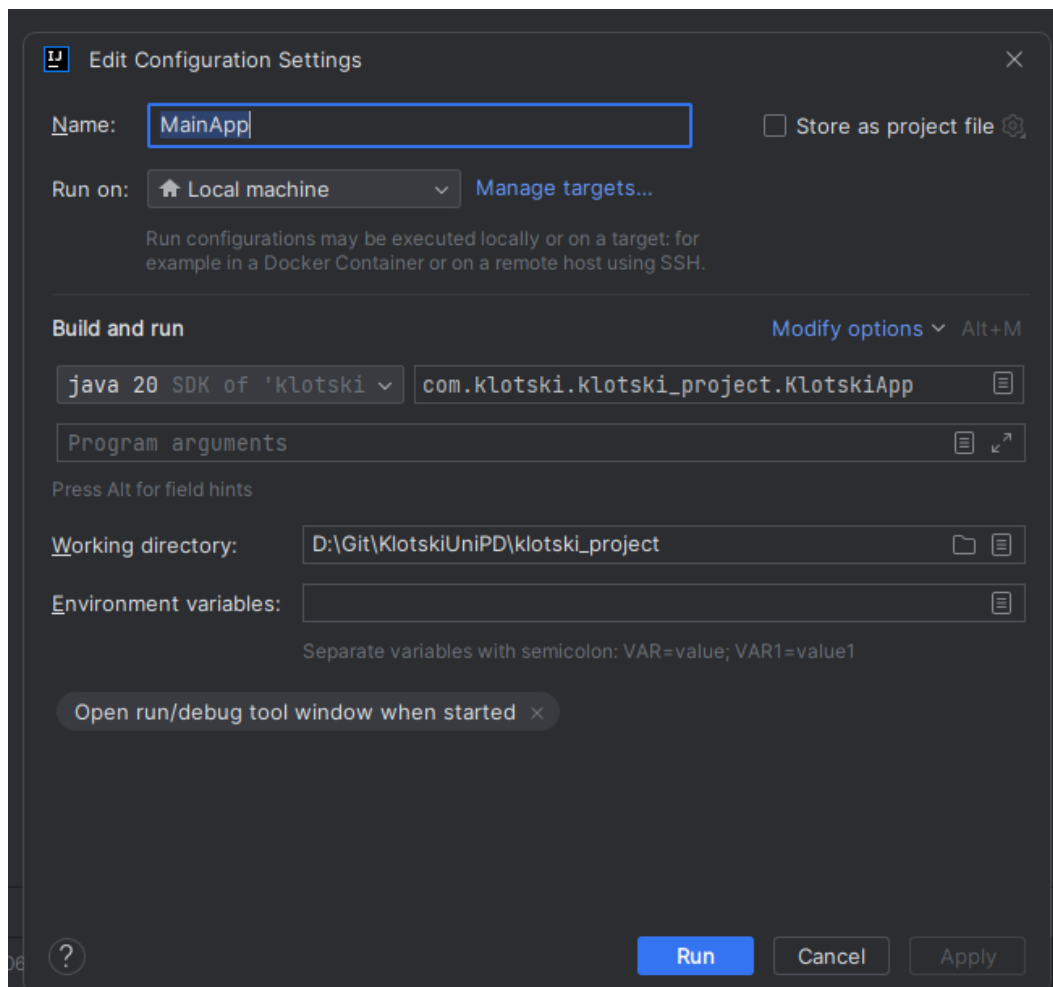 Edit Configuration Settings
Name: MainApp Store as project file
Run on: Local machine Manage targets...
Run configurations may be executed locally or on a target: for
example in a Docker Container or on a remote host using SSH.
Build and run Modify options Alt+M
java 20 SDK of 'klotski com.klotski.klotski_project.KlotskiApp
Program arguments
Press Alt for field hints
Working directory: D:\Git\KlotskiUniPD\klotski_project
Environment variables:
Separate variables with semicolon: VAR=value; VAR1=value1
Open run/debug tool window when started ×
? Run Cancel Apply